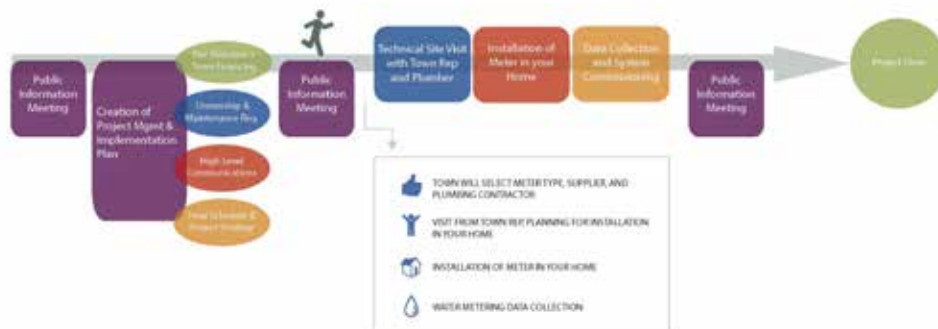 Public
Information
Meeting
Creation of
Project Mgmt &
Implementation
Plan
Town Financing
Ownership &
Maintenance Req.
High Level
Communications
Public
Information
Meeting
Technical Site Visit
with Town Rep
and Plumber
Installation of
Meter in your
Home
Data Collection
and System
Commissioning
Public
Information
Meeting
Project Close
TOWN WILL SELECT METER TYPE, SUPPLIER, AND
PLUMBING CONTRACTOR
VISIT FROM TOWN REP, PLANNING FOR INSTALLATION
IN YOUR HOME
INSTALLATION OF METER IN YOUR HOME
WATER METERING DATA COLLECTION